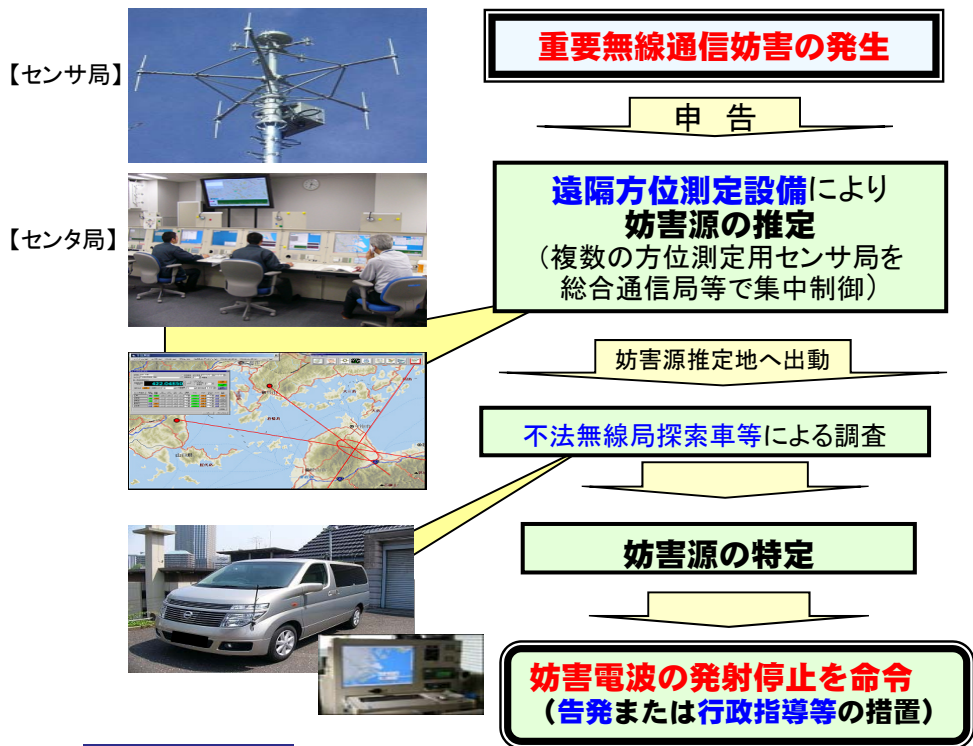 【センサ局】
重要無線通信妨害の発生
申 告
遠隔方位測定設備により
妨害源の推定
（複数の方位測定用センサ局を
総合通信局等で集中制御）
【センタ局】
妨害源推定地へ出動
不法無線局探索車等による調査
妨害源の特定
妨害電波の発射停止を命令
（告発または行政指導等の措置）